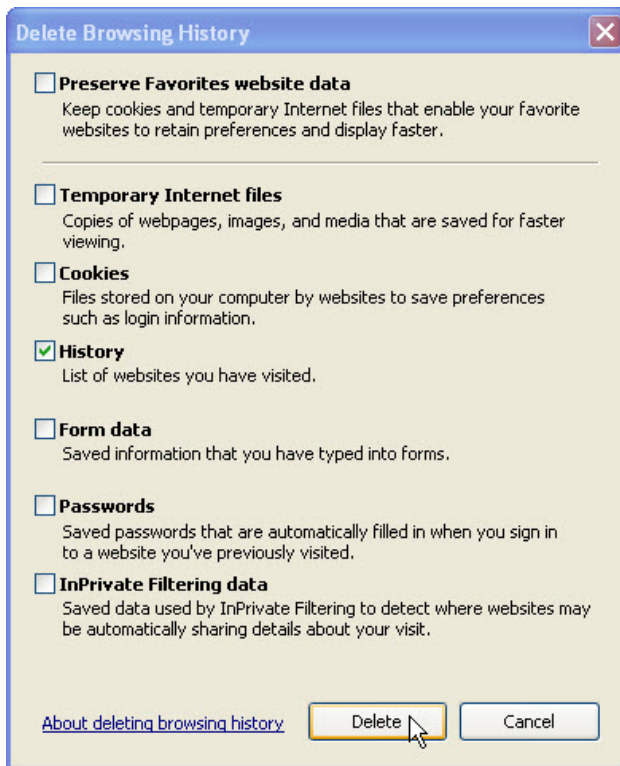 Delete Browsing History
Preserve Favorites website data
Keep cookies and temporary Internet files that enable your favorite
websites to retain preferences and display faster.
Temporary Internet files
Copies of webpages, images, and media that are saved for faster
viewing.
Cookies
Files stored on your computer by websites to save preferences
such as login information.
History
List of websites you have visited.
Form data
Saved information that you have typed into forms.
Passwords
Saved passwords that are automatically filled in when you sign in
to a website you've previously visited.
InPrivate Filtering data
Saved data used by InPrivate Filtering to detect where websites may
be automatically sharing details about your visit.
About deleting browsing history Delete Cancel